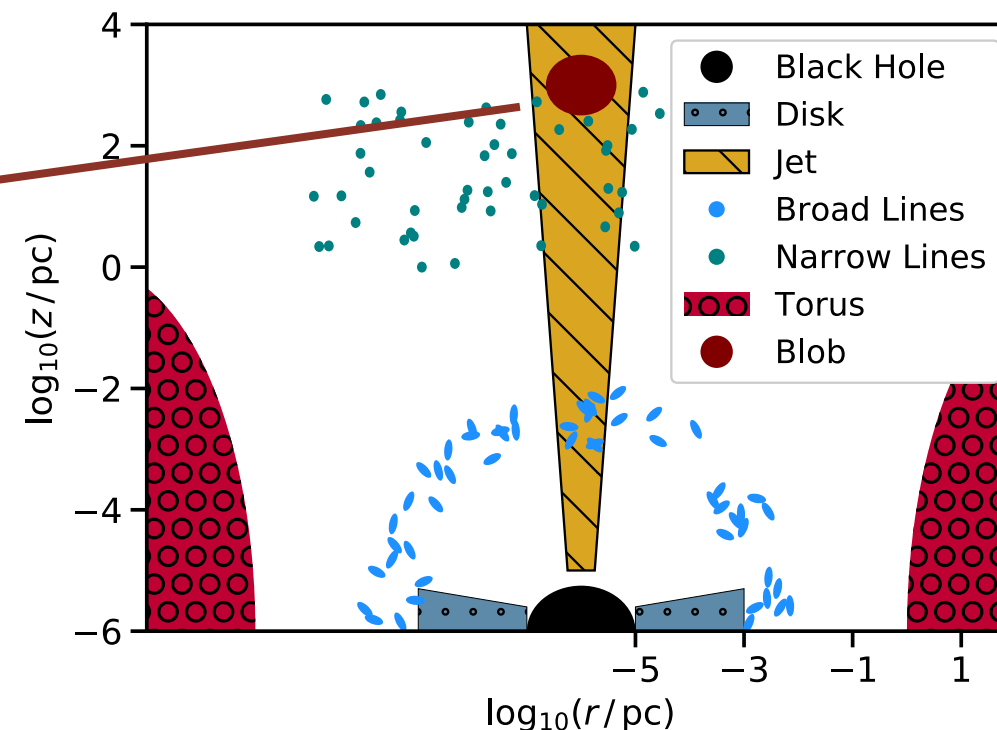 4
2
0
−2
−4
−6
log10(z / pc)
Black Hole
Disk
Jet
Broad Lines
Narrow Lines
Torus
Blob
−5
−3
−1
1
log10(r / pc)